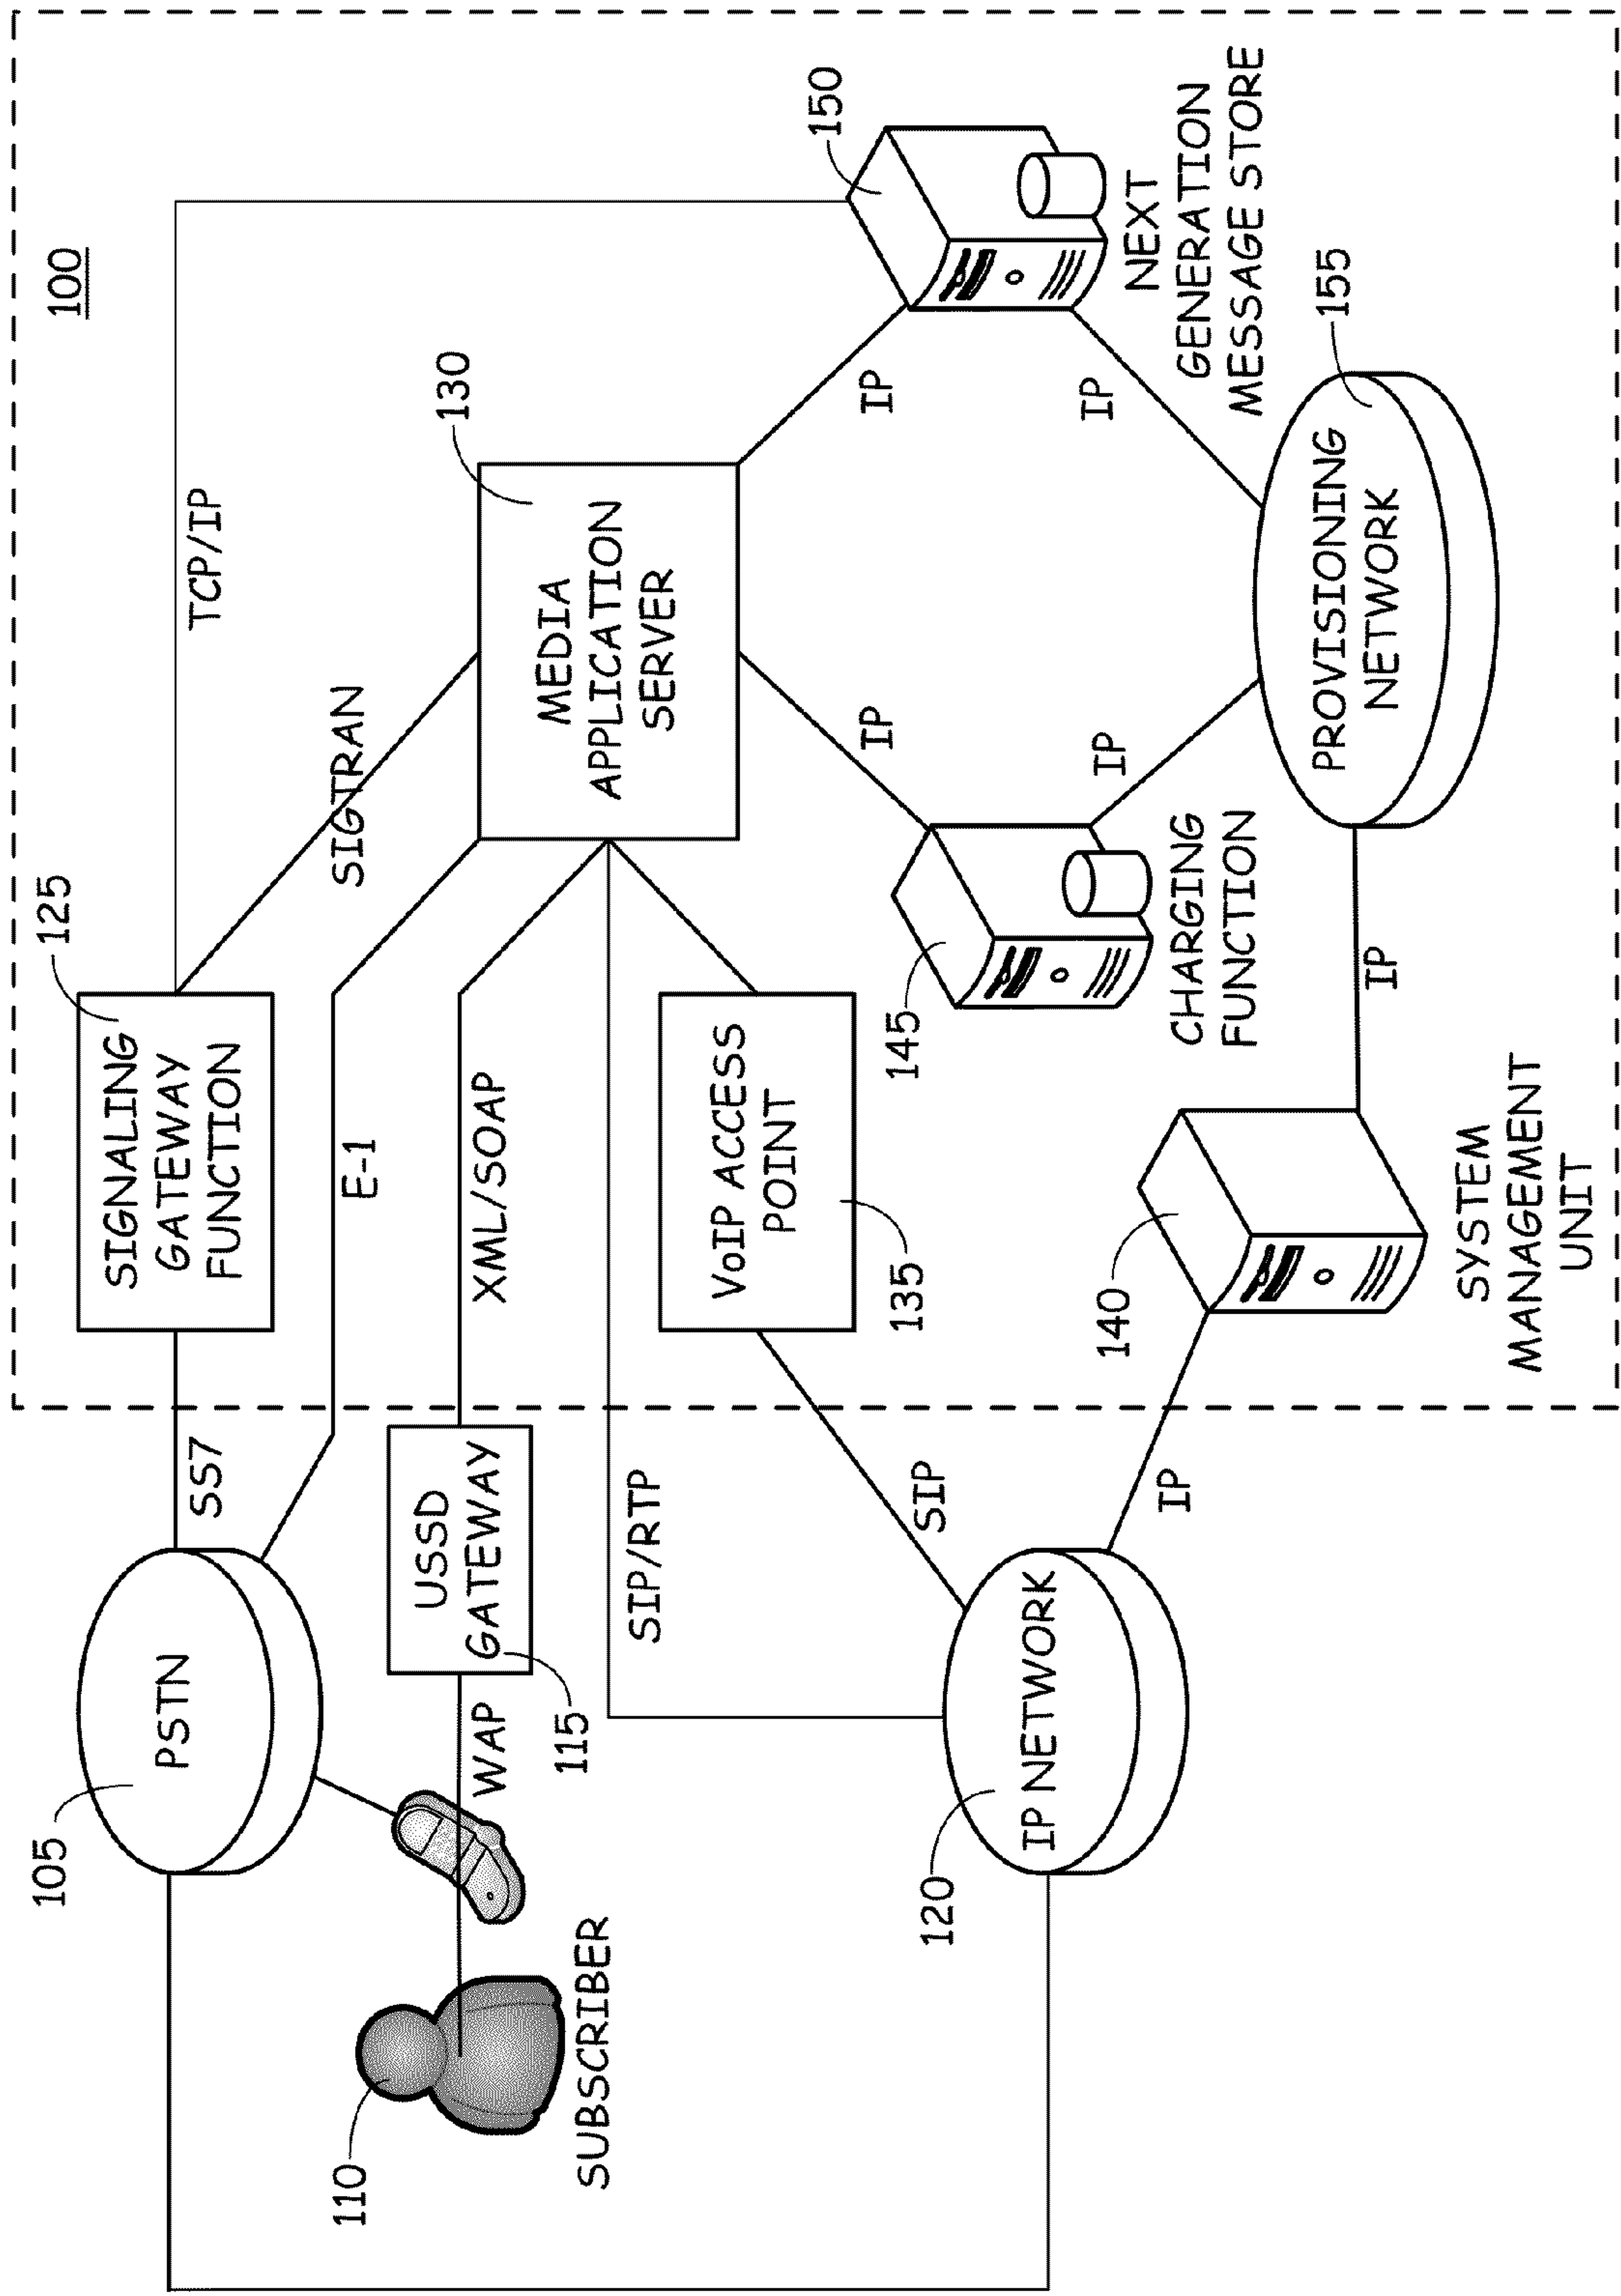 100
105
PSTN
SS7
SIGNALING
GATEWAY
FUNCTION
125
TCP/IP
SIGTRAN
E-1
110
SUBSCRIBER
WAP
USSD
GATEWAY
115
XML/SOAP
MEDIA
APPLICATION
SERVER
130
SIP/RTP
VoIP ACCESS
POINT
135
SIP
120
IP NETWORK
IP
145
CHARGING
FUNCTION
IP
IP
IP
IP
150
NEXT
GENERATION
MESSAGE STORE
140
SYSTEM
MANAGEMENT
UNIT
IP
PROVISIONING
NETWORK
155